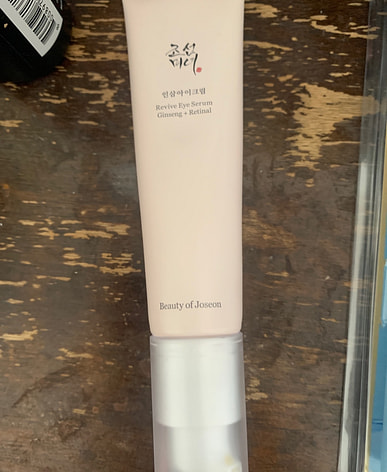 조선
미녀
인삼아이크림
Revive Eye Serum
Ginseng + Retinal
Beauty of Joseon